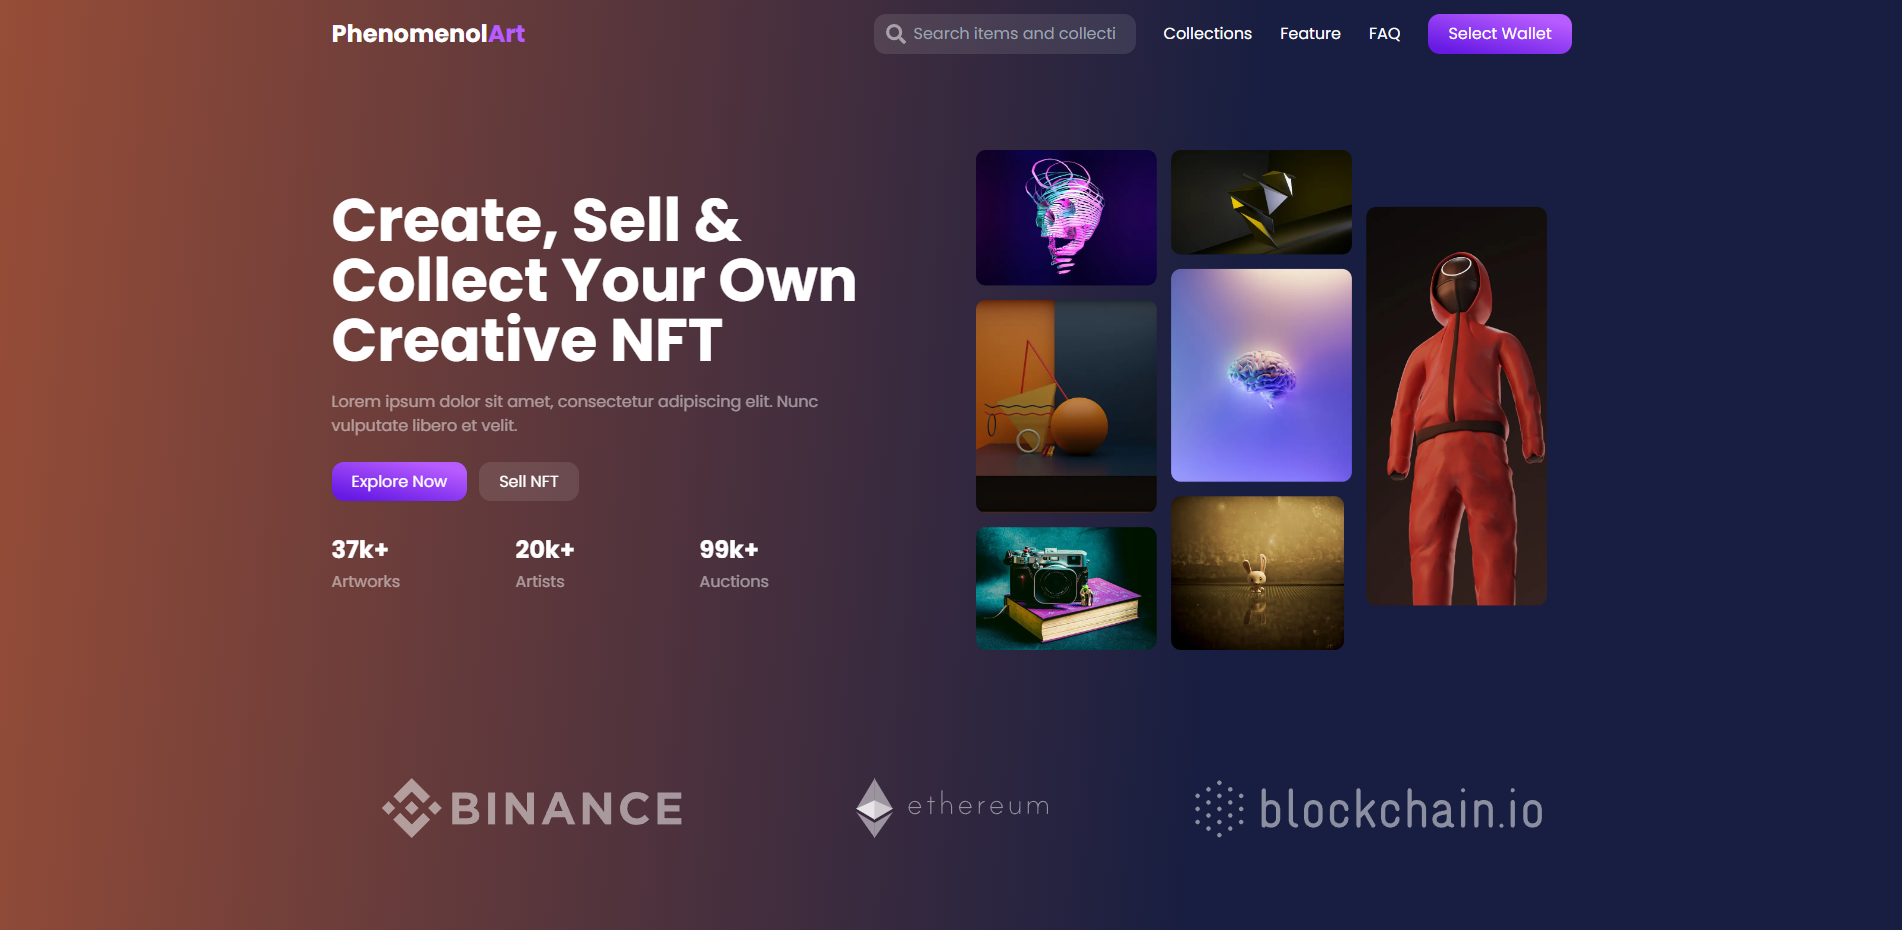 PhenomenolArt
Search items and collecti
Collections
Feature
FAQ
Select Wallet
Create, Sell &
Collect Your Own
Creative NFT
Lorem ipsum dolor sit amet, consectetur adipiscing elit. Nunc
vulputate libero et velit.
Explore Now
Sell NFT
37k+
Artworks
20k+
Artists
99k+
Auctions
BINANCE
ethereum
blockchain.io